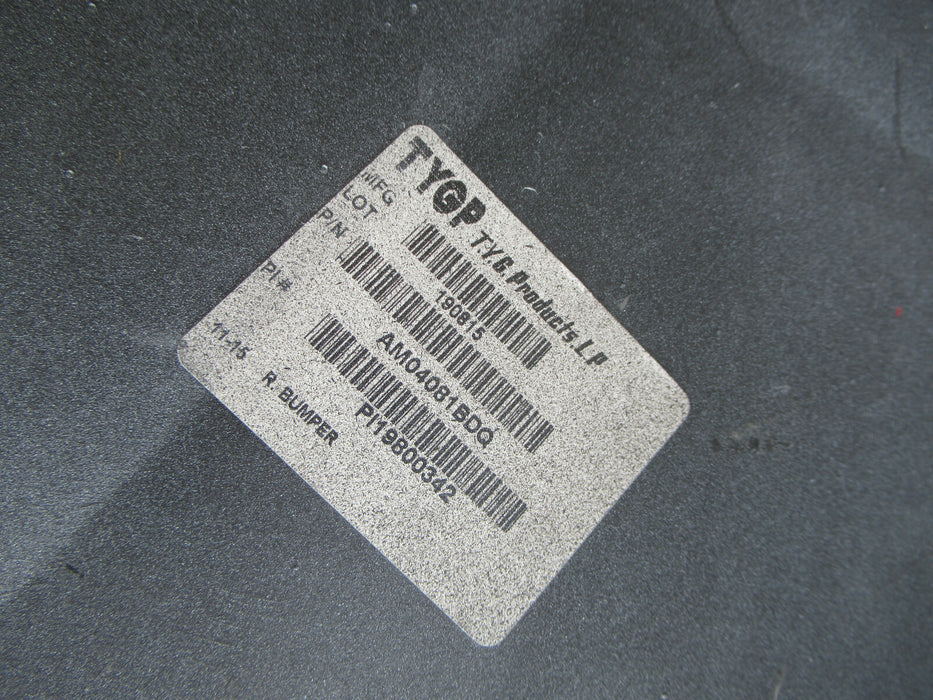 TYGP T.Y.G. Products L.P
MFG
LOT
190815
P/N
AM04081BDQ
PI #
PI19800342
11-15
R. BUMPER